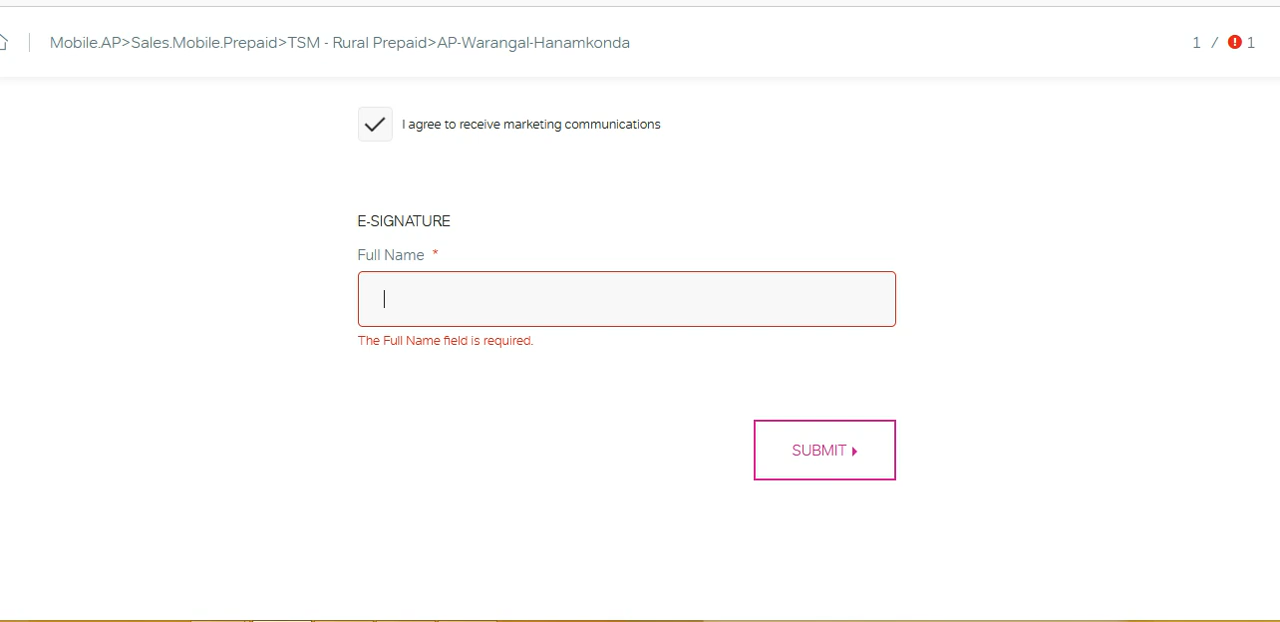 Mobile.AP>Sales.Mobile.Prepaid>TSM - Rural Prepaid>AP-Warangal-Hanamkonda
1 / ! 1
I agree to receive marketing communications
E-SIGNATURE
Full Name *
The Full Name field is required.
SUBMIT